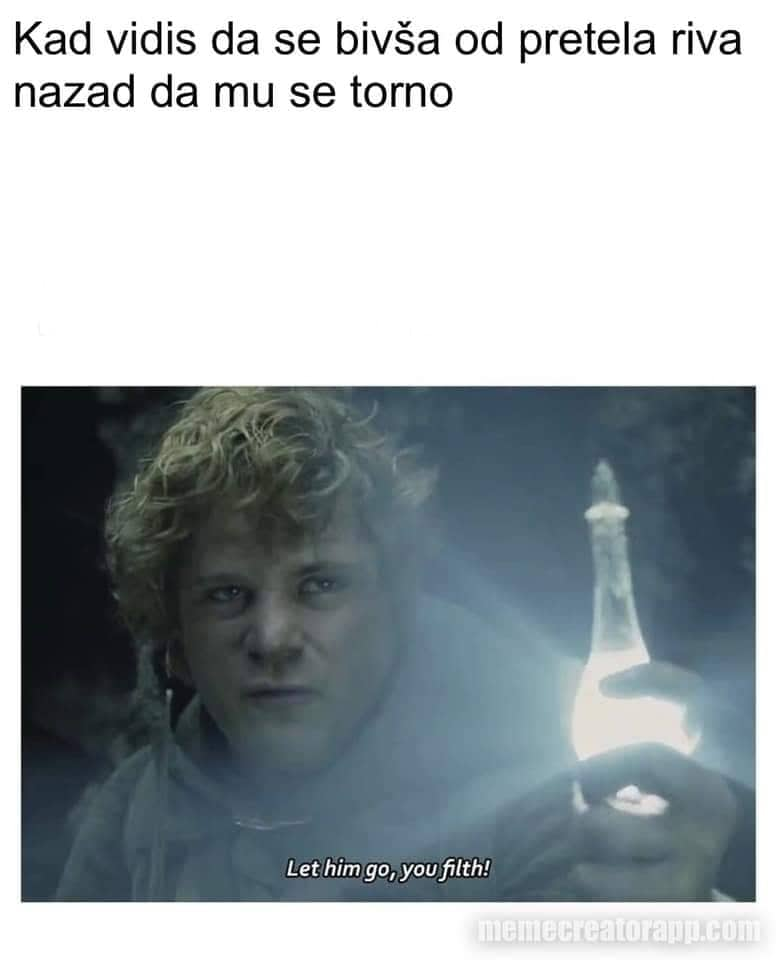 Kad vidis da se bivša od pretela riva
nazad da mu se torno
Let him go, you filth!
memecreatorapp.com